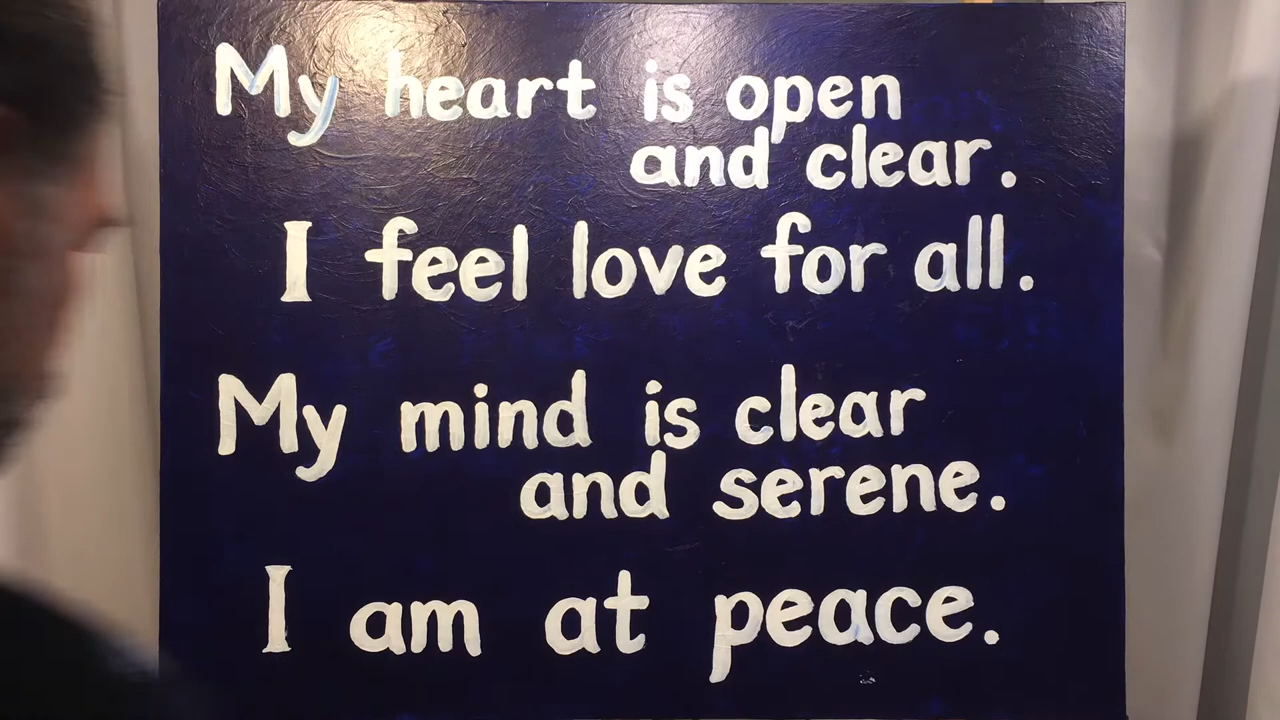 My heart is open
and clear.
I feel love for all.
My mind is clear
and serene.
I am at peace.